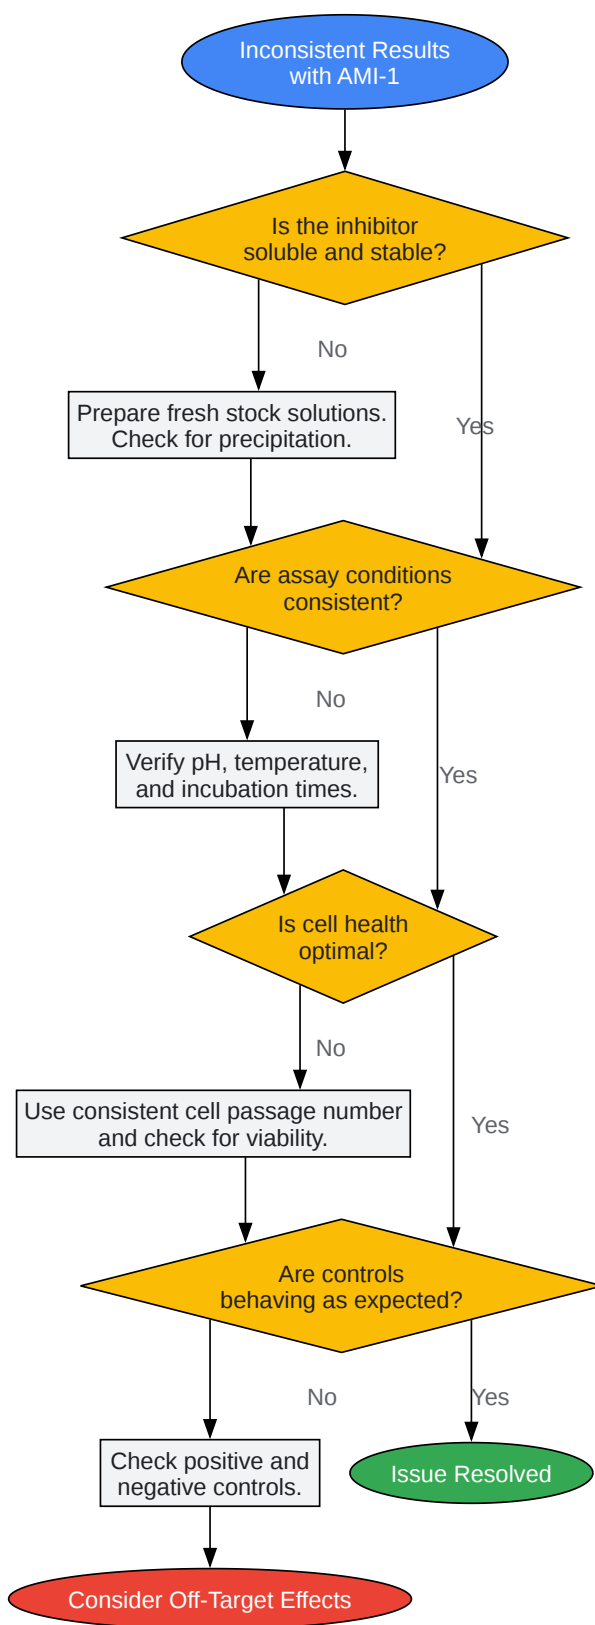 Inconsistent Results
with AMI-1
Is the inhibitor
soluble and stable?
No
Prepare fresh stock solutions.
Check for precipitation.
Yes
Are assay conditions
consistent?
No
Verify pH, temperature,
and incubation times.
Yes
Is cell health
optimal?
No
Use consistent cell passage number
and check for viability.
Yes
Are controls
behaving as expected?
No
Yes
Check positive and
negative controls.
Issue Resolved
Consider Off-Target Effects